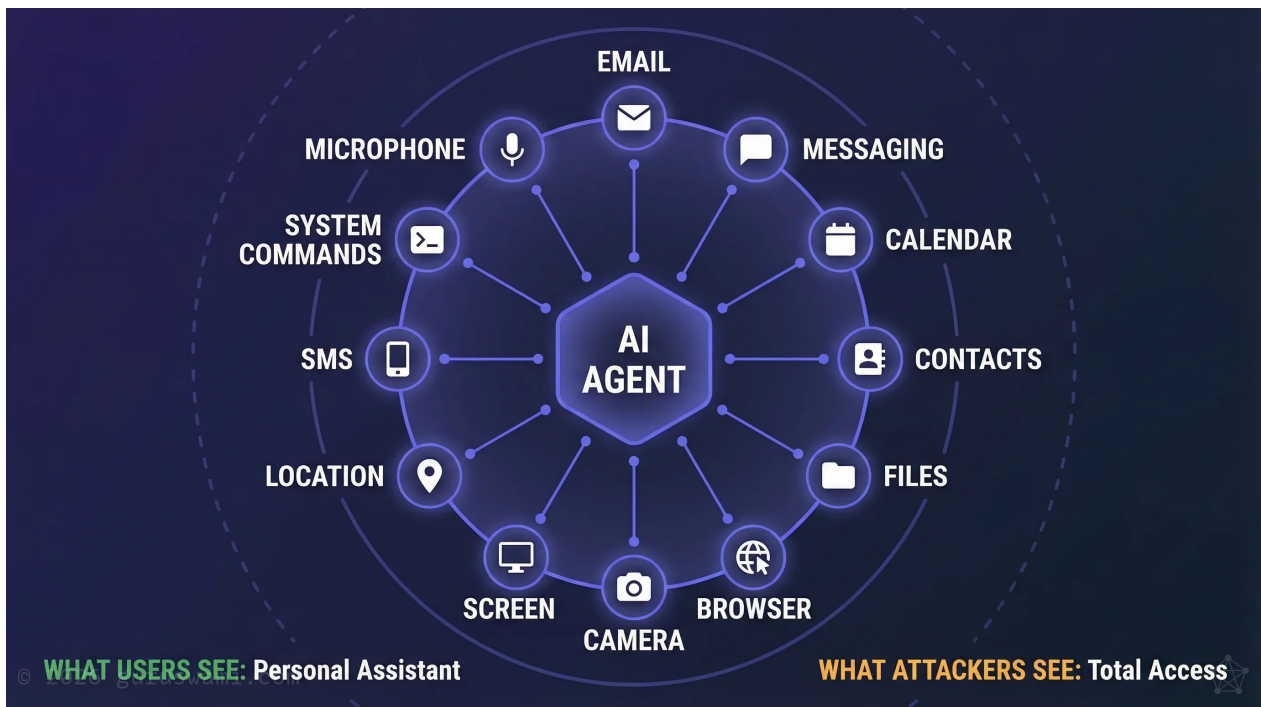 EMAIL
MICROPHONE
MESSAGING
SYSTEM
COMMANDS
CALENDAR
AI
AGENT
SMS
CONTACTS
LOCATION
FILES
SCREEN
BROWSER
CAMERA
WHAT USERS SEE: Personal Assistant
WHAT ATTACKERS SEE: Total Access